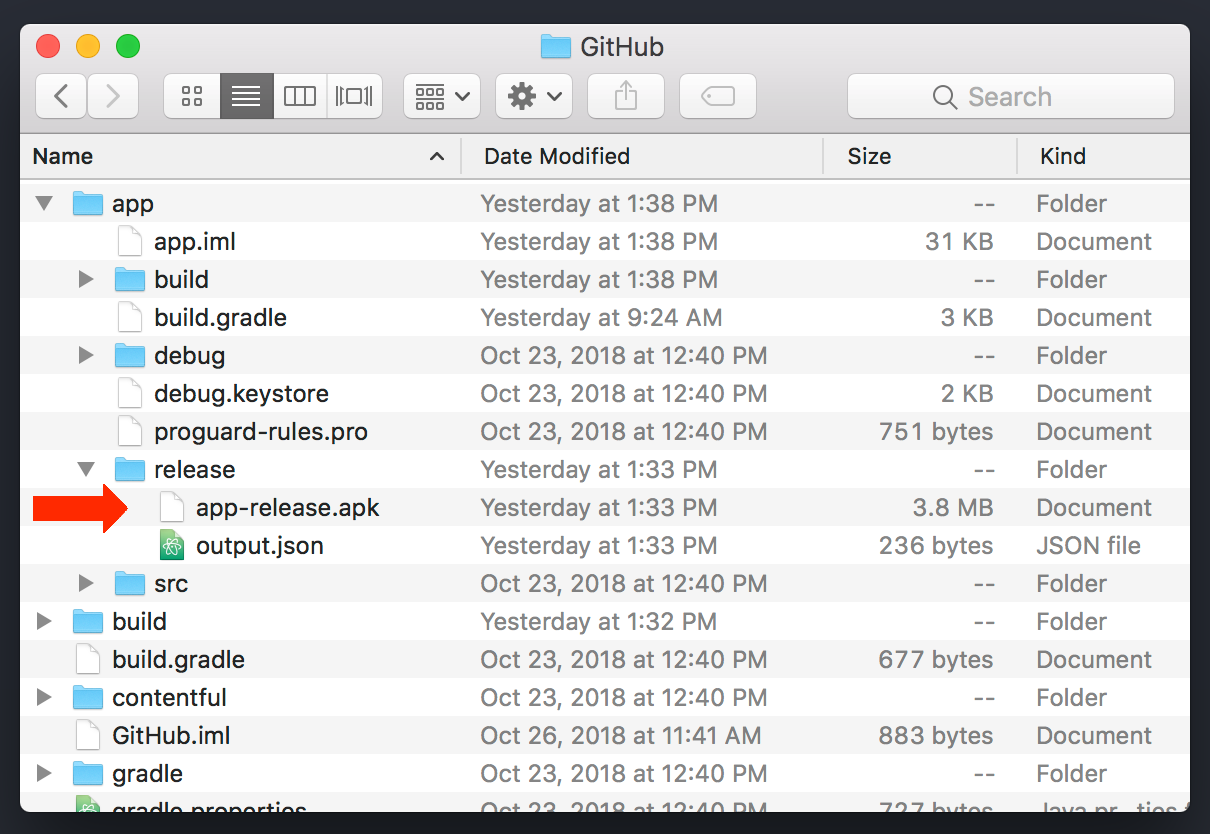 GitHub
Search
Name Date Modified Size Kind
app Yesterday at 1:38 PM -- Folder
app.iml Yesterday at 1:38 PM 31 KB Document
build Yesterday at 1:38 PM -- Folder
build.gradle Yesterday at 9:24 AM 3 KB Document
debug Oct 23, 2018 at 12:40 PM -- Folder
debug.keystore Oct 23, 2018 at 12:40 PM 2 KB Document
proguard-rules.pro Oct 23, 2018 at 12:40 PM 751 bytes Document
release Yesterday at 1:33 PM -- Folder
app-release.apk Yesterday at 1:33 PM 3.8 MB Document
output.json Yesterday at 1:33 PM 236 bytes JSON file
src Oct 23, 2018 at 12:40 PM -- Folder
build Yesterday at 1:32 PM -- Folder
build.gradle Oct 23, 2018 at 12:40 PM 677 bytes Document
contentful Oct 23, 2018 at 12:40 PM -- Folder
GitHub.iml Oct 26, 2018 at 11:41 AM 883 bytes Document
gradle Oct 23, 2018 at 12:40 PM -- Folder
gradle.properties Oct 23, 2018 at 12:40 PM 727 bytes Java pr...ties